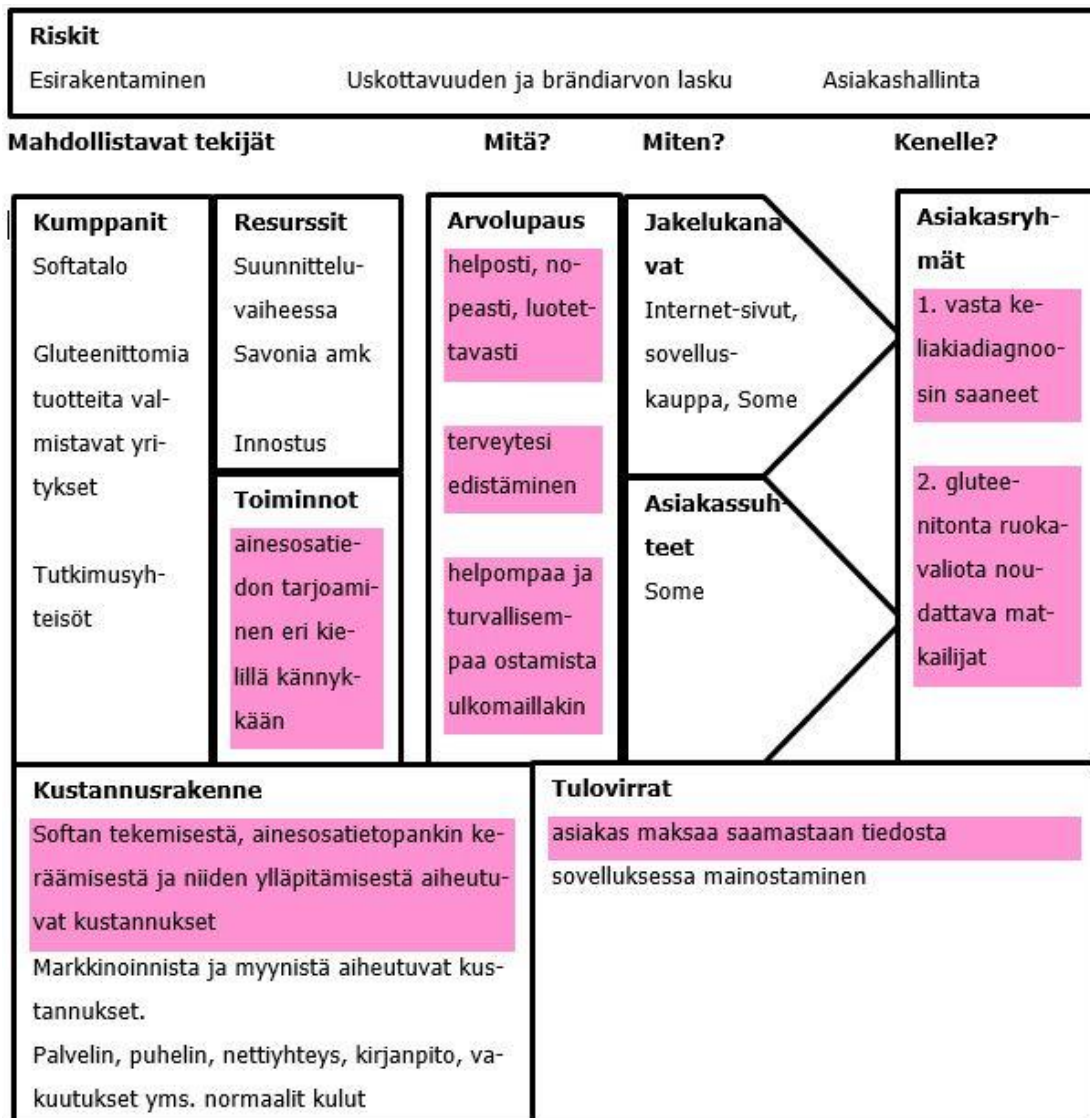 Riskit
Esirakentaminen Uskottavuuden ja brändiarvon lasku Asiakashallinta
Mahdollistavat tekijät Mitä? Miten? Kenelle?
Kumppanit
Softatalo
Gluteenittomia
tuotteita val-
mistavat yri-
tykset
Tutkimusyh-
teisöt
Resurssit
Suunnittelu-
vaiheessa
Savonia amk
Innostus
Toiminnot
ainesosatie-
don tarjoami-
nen eri kie-
lillä kännyk-
kään
Arvolupaus
helposti, no-
peasti, luotet-
tavasti
terveytesi
edistäminen
helpompaa ja
turvallisem-
paa ostamista
ulkomaillakin
Jakelukana
vat
Internet-sivut,
sovellus-
kauppa, Some
Asiakassuh-
teet
Some
Asiakasryh-
mät
1. vasta ke-
liakiadiagnoo-
sin saaneet
2. glutee-
nitonta ruoka-
valiota nou-
dattava mat-
kailijat
Kustannusrakenne
Softan tekemisestä, ainesosatietopankin ke-
räämisestä ja niiden ylläpitämisestä aiheutu-
vat kustannukset
Markkinoinnista ja myynistä aiheutuvat kus-
tannukset.
Palvelin, puhelin, nettiyhteys, kirjanpito, va-
kuutukset yms. normaalit kulut
Tulovirrat
asiakas maksaa saamastaan tiedosta
sovelluksessa mainostaminen